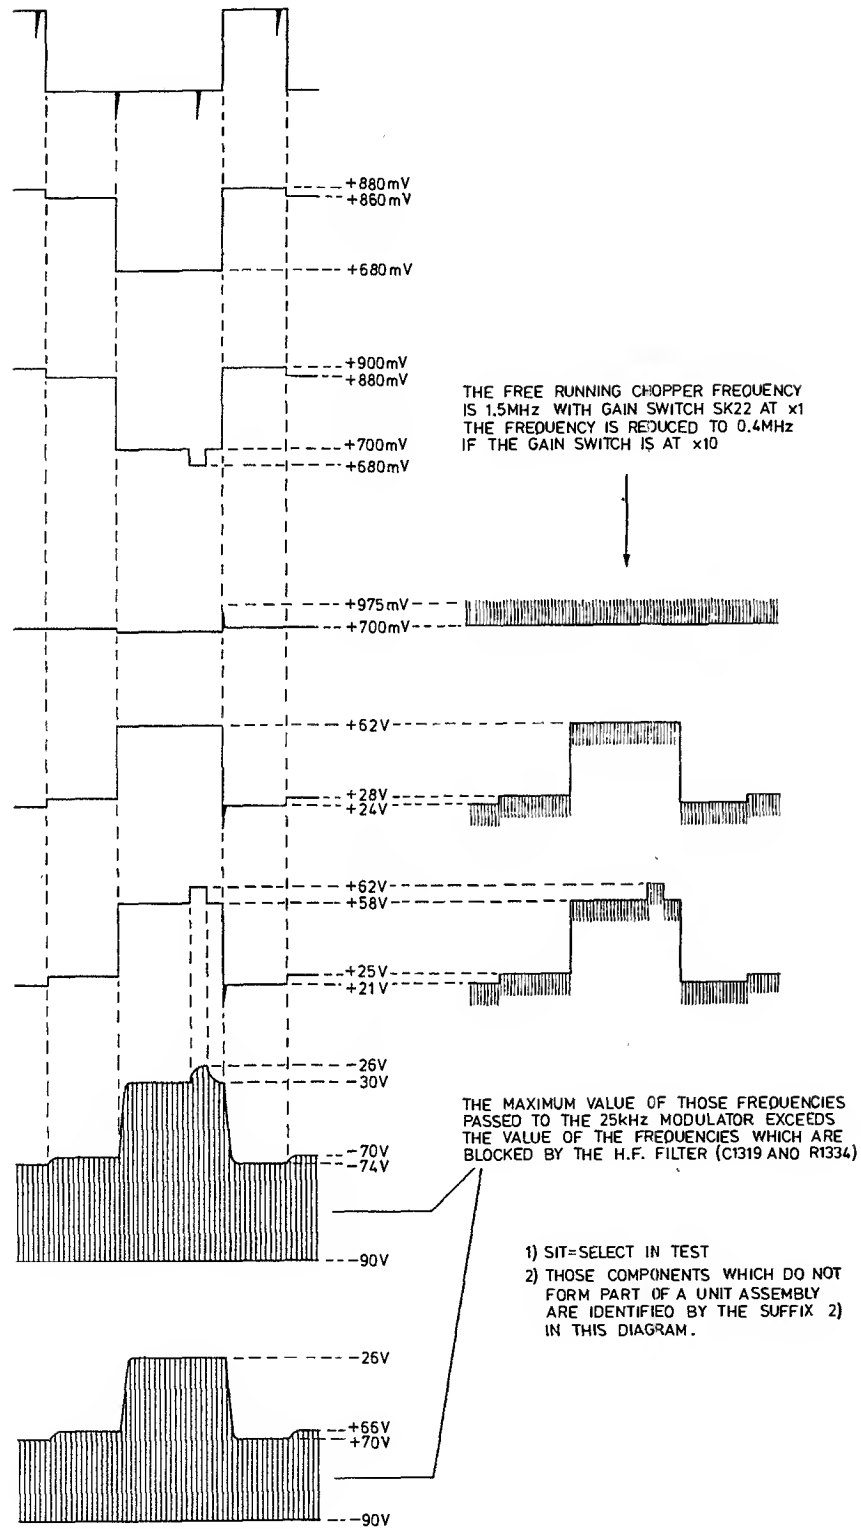 +880mV
+860mV
+680mV
+900mV
+880mV
+700mV
+680mV
THE FREE RUNNING CHOPPER FREQUENCY
IS 1.5MHz WITH GAIN SWITCH SK22 AT x1
THE FREQUENCY IS REDUCED TO 0.4MHz
IF THE GAIN SWITCH IS AT x10
+975mV
+700mV
+62V
+28V
+24V
+62V
+58V
+25V
+21V
-26V
-30V
-70V
-74V
-90V
THE MAXIMUM VALUE OF THOSE FREQUENCIES
PASSED TO THE 25kHz MODULATOR EXCEEDS
THE VALUE OF THE FREQUENCIES WHICH ARE
BLOCKED BY THE H.F. FILTER (C1319 AND R1334)
1) SIT=SELECT IN TEST
2) THOSE COMPONENTS WHICH DO NOT
FORM PART OF A UNIT ASSEMBLY
ARE IDENTIFIED BY THE SUFFIX 2)
IN THIS DIAGRAM.
-26V
+66V
+70V
-90V